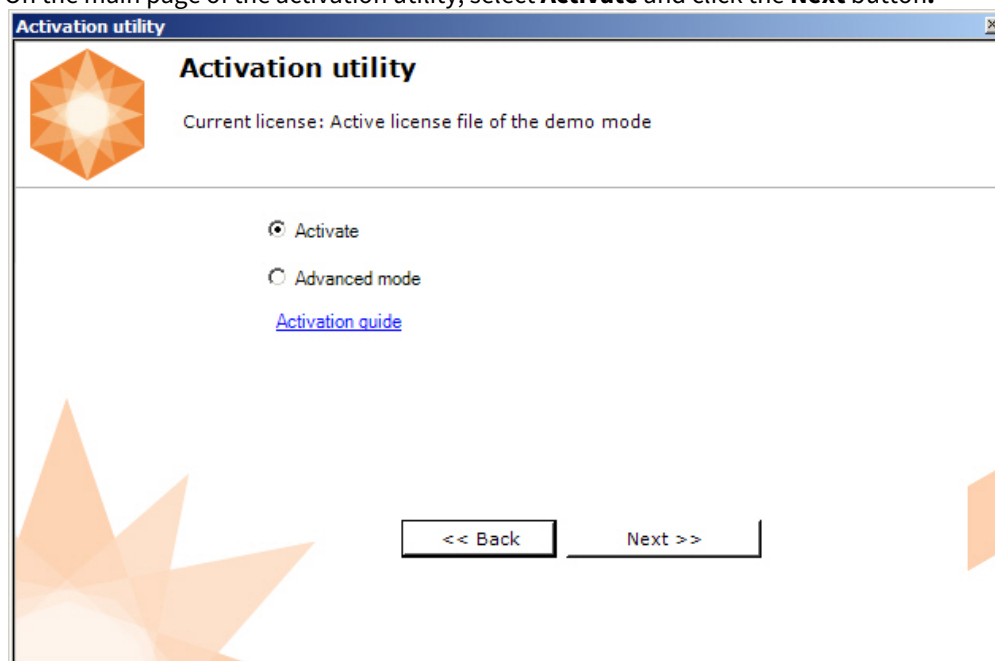 On the main page of the activation utility, select Activate and click the Next button.
Activation utility
Activation utility
Current license: Active license file of the demo mode
Activate
Advanced mode
Activation guide
<< Back Next >>